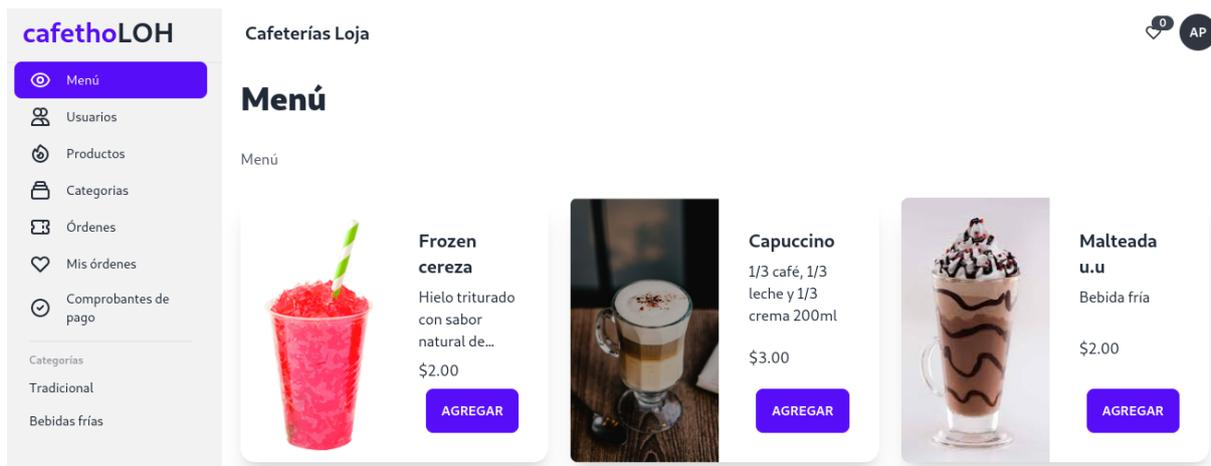 cafethoLOH
Menú
Usuarios
Productos
Categorias
Órdenes
Mis órdenes
Comprobantes de
pago
Categorías
Tradicional
Bebidas frías
Cafeterías Loja
0
AP
Menú
Menú
Frozen
cereza
Hielo triturado
con sabor
natural de...
$2.00
AGREGAR
Capuccino
1/3 café, 1/3
leche y 1/3
crema 200ml
$3.00
AGREGAR
Malteada
u.u
Bebida fría
$2.00
AGREGAR